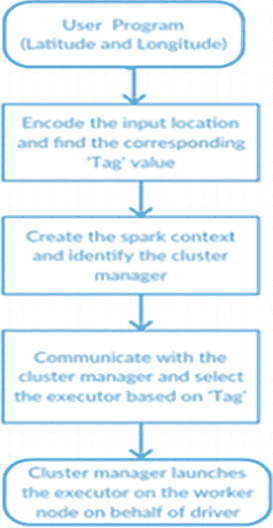 User Program
(Latitude and Longitude)
Encode the input location
and find the corresponding
'Tag' value
Create the spark context
and identify the cluster
manager
Communicate with the
cluster manager and select
the executor based on 'Tag'
Cluster manager launches
the executor on the worker
node on behalf of driver